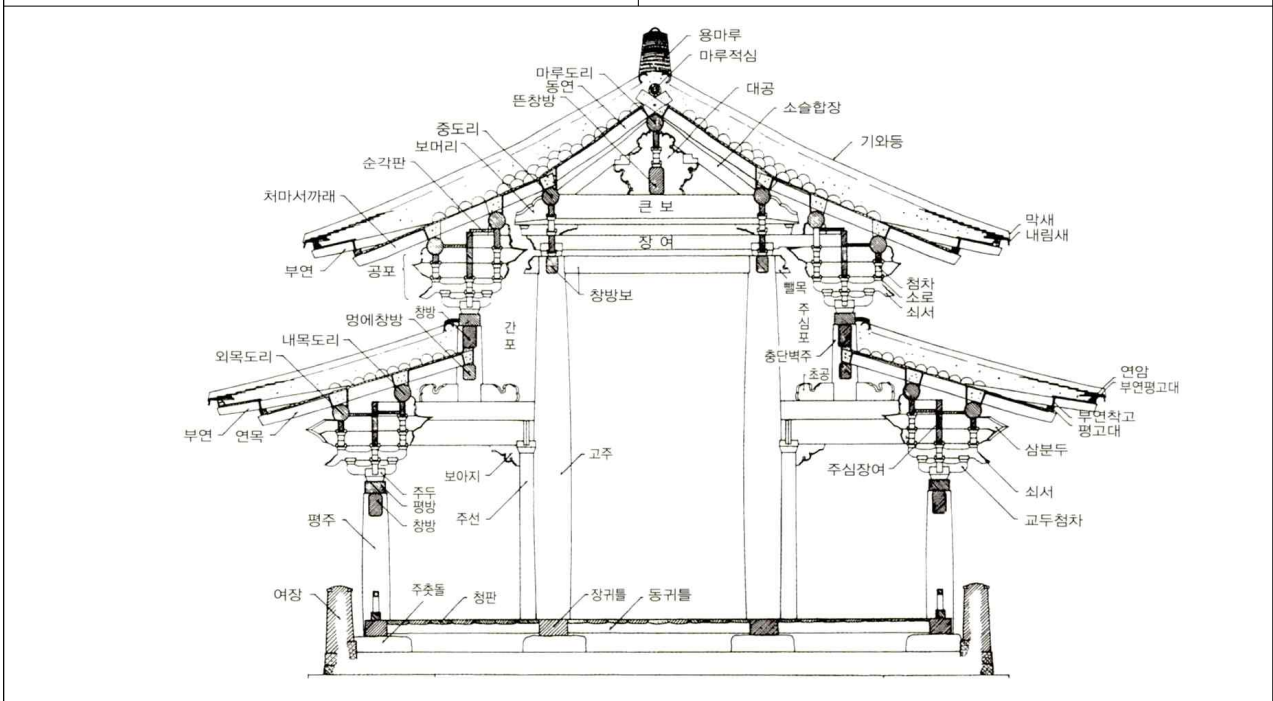 용마루
마루적심
마루도리
동연
뜬창방
대공
소슬합장
중도리
보머리
순각판
기와등
처마서까래
큰보
장여
막새
내림새
부연
공포
창방보
뺄목
첨차
소로
쇠서
창방
멍에창방
간포
주심포
내목도리
외목도리
중단벽주
초공
연암
부연평고대
부연
연목
부연착고
평고대
보아지
고주
주심장여
삼분두
주두
평방
창방
주선
쇠서
교두첨차
평주
여장
주춧돌
청판
장귀틀
동귀틀